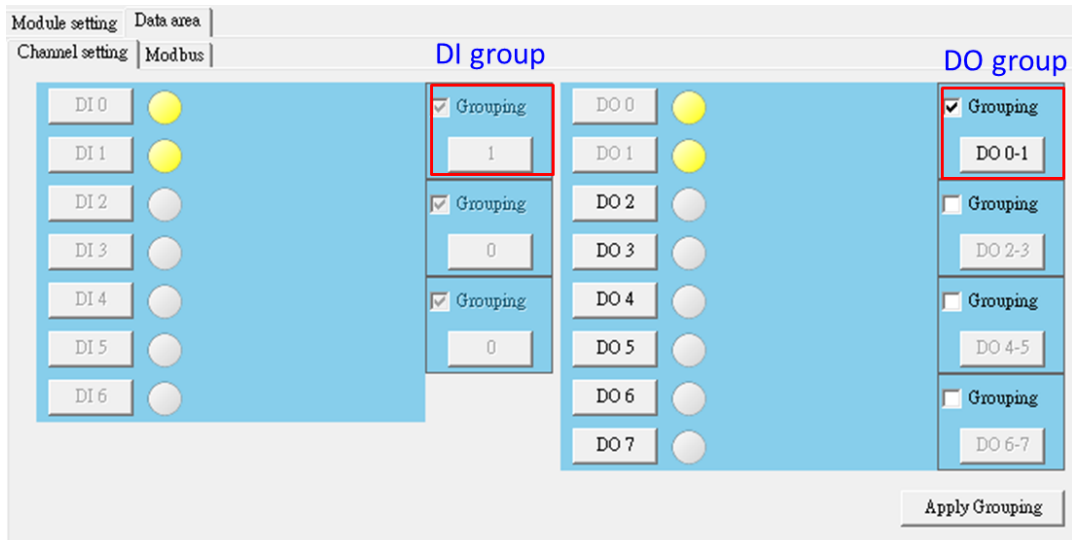 Module setting Data area
Channel setting Modbus
DI group DO group
DI 0 Grouping DO 0 Grouping
DI 1 1 DO 1 DO 0-1
DI 2 Grouping DO 2 Grouping
DI 3 0 DO 3 DO 2-3
DI 4 Grouping DO 4 Grouping
DI 5 0 DO 5 DO 4-5
DI 6 DO 6 Grouping
DO 7 DO 6-7
Apply Grouping